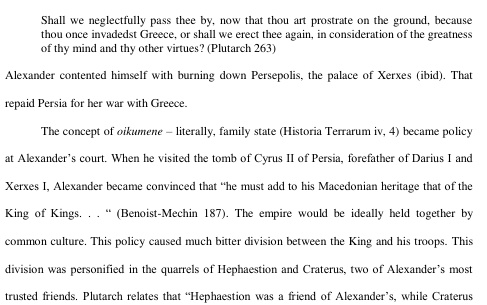 Shall we neglectfully pass thee by, now that thou art prostrate on the ground, because
thou once invadedst Greece, or shall we erect thee again, in consideration of the greatness
of thy mind and thy other virtues? (Plutarch 263)
Alexander contented himself with burning down Persepolis, the palace of Xerxes (ibid). That
repaid Persia for her war with Greece.
The concept of oikumene – literally, family state (Historia Terrarum iv, 4) became policy
at Alexander's court. When he visited the tomb of Cyrus II of Persia, forefather of Darius I and
Xerxes I, Alexander became convinced that “he must add to his Macedonian heritage that of the
King of Kings. . . “ (Benoist-Mechin 187). The empire would be ideally held together by
common culture. This policy caused much bitter division between the King and his troops. This
division was personified in the quarrels of Hephaestion and Craterus, two of Alexander's most
trusted friends. Plutarch relates that “Hephaestion was a friend of Alexander's, while Craterus